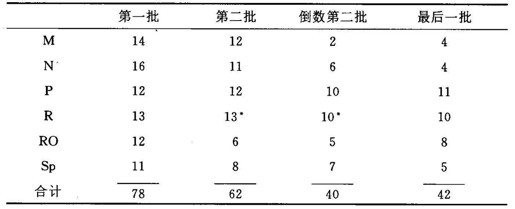 第一批 第二批 倒数第二批 最后一批
M 14 12 2 4
N 16 11 6 4
P 12 12 10 11
R 13 13* 10* 10
RO 12 6 5 8
Sp 11 8 7 5
合计 78 62 40 42